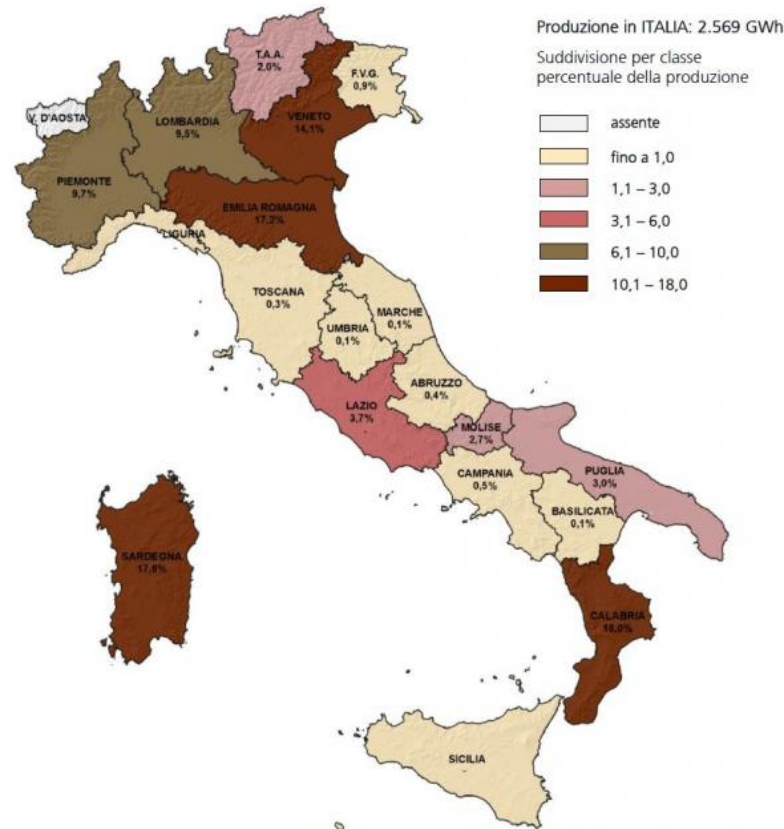 Produzione in ITALIA: 2.569 GWh
Suddivisione per classe
percentuale della produzione
assente
fino a 1,0
1,1 – 3,0
3,1 – 6,0
6,1 – 10,0
10,1 – 18,0
T.A.A.
2,0%
F.V.G.
0,9%
V. D'AOSTA
LOMBARDIA
9,5%
VENETO
14,1%
PIEMONTE
9,7%
EMILIA ROMAGNA
17,2%
LIGURIA
TOSCANA
0,3%
MARCHE
0,1%
UMBRIA
0,1%
ABRUZZO
0,4%
LAZIO
3,7%
MOLISE
2,7%
PUGLIA
3,0%
CAMPANIA
0,5%
BASILICATA
0,1%
SARDEGNA
17,8%
CALABRIA
18,0%
SICILIA